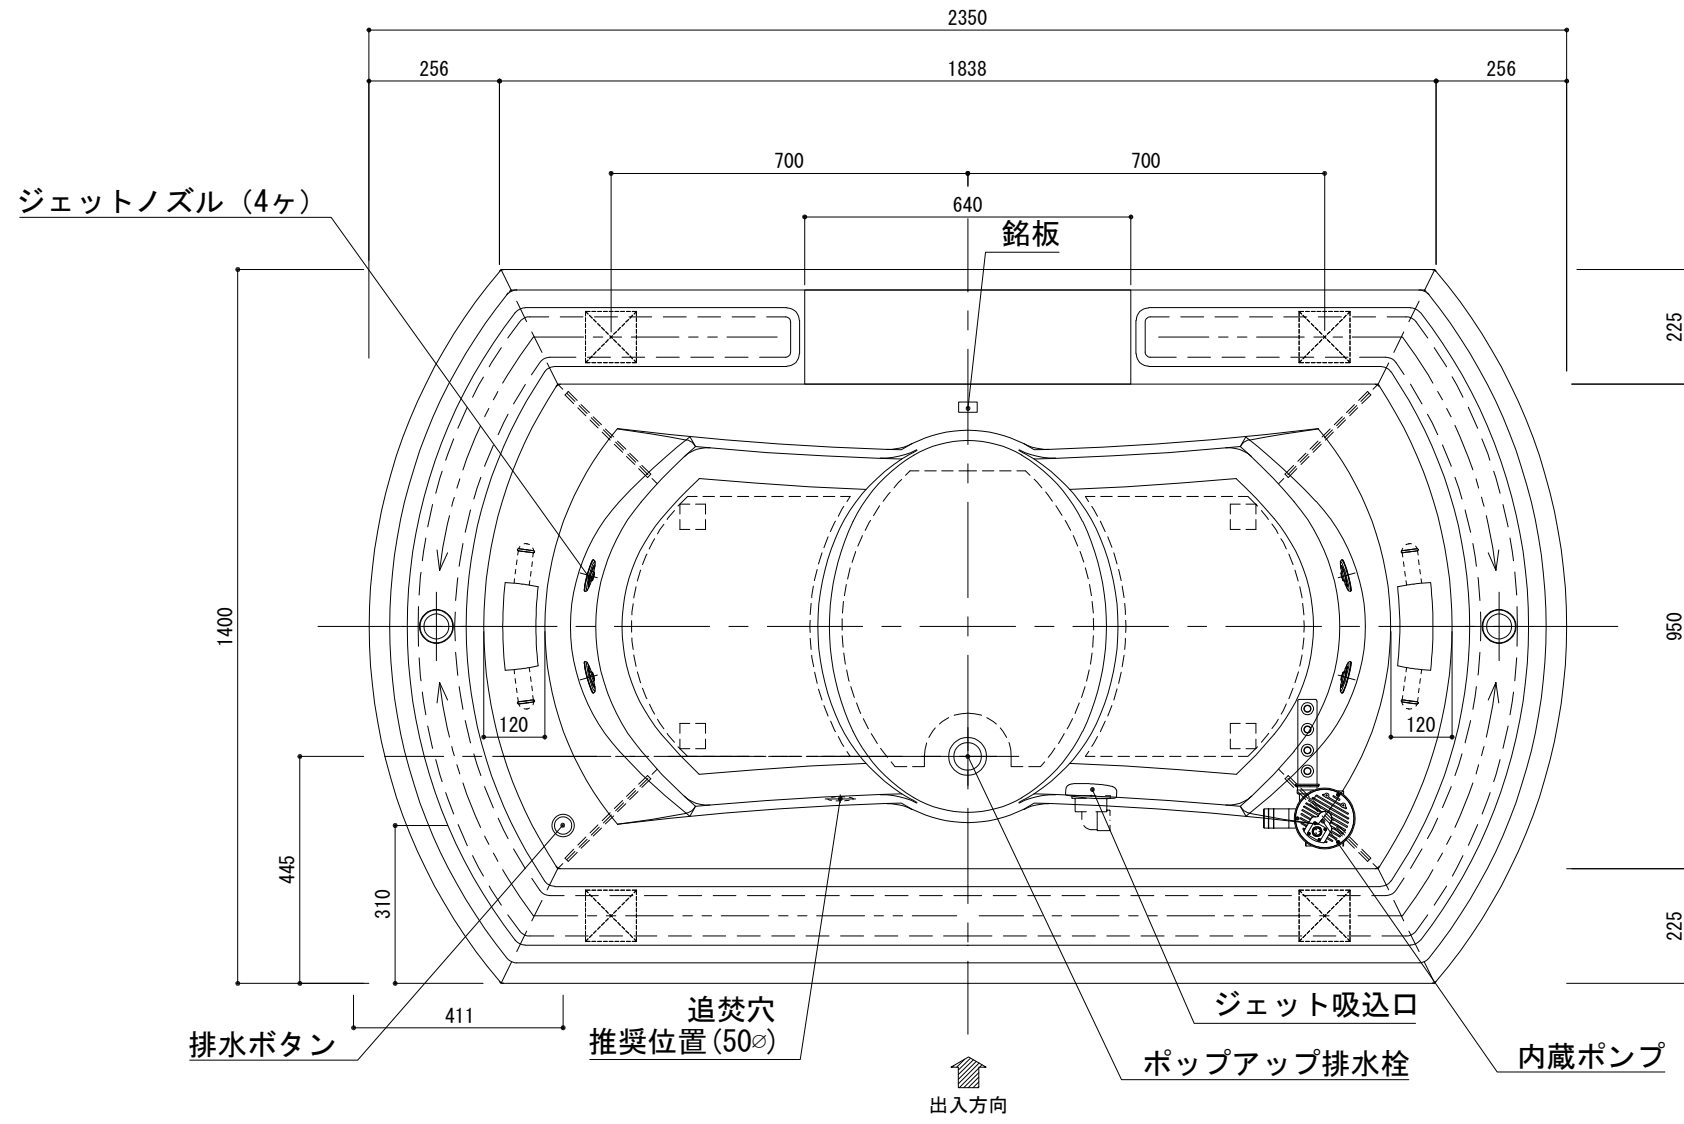 2350
256
1838
256
700
700
ジェットノズル（4ヶ）
640
銘板
225
1400
950
120
120
445
310
225
411
追焚穴
推奨位置(50∅)
排水ボタン
ジェット吸込口
ポップアップ排水栓
内蔵ポンプ
出入方向